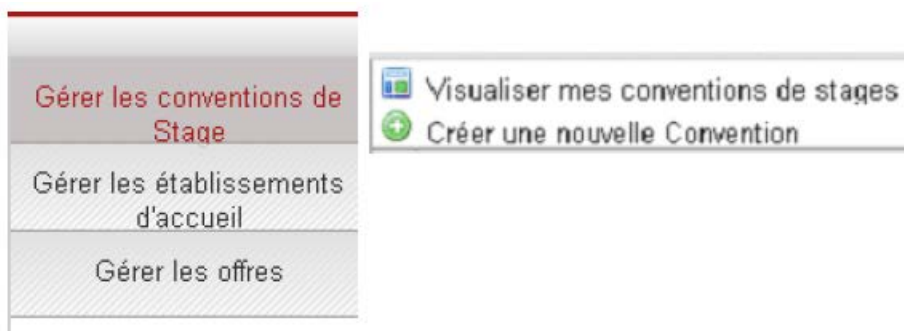 Gérer les conventions de
Stage
Gérer les établissements
d'accueil
Gérer les offres
Visualiser mes conventions de stages
Créer une nouvelle Convention